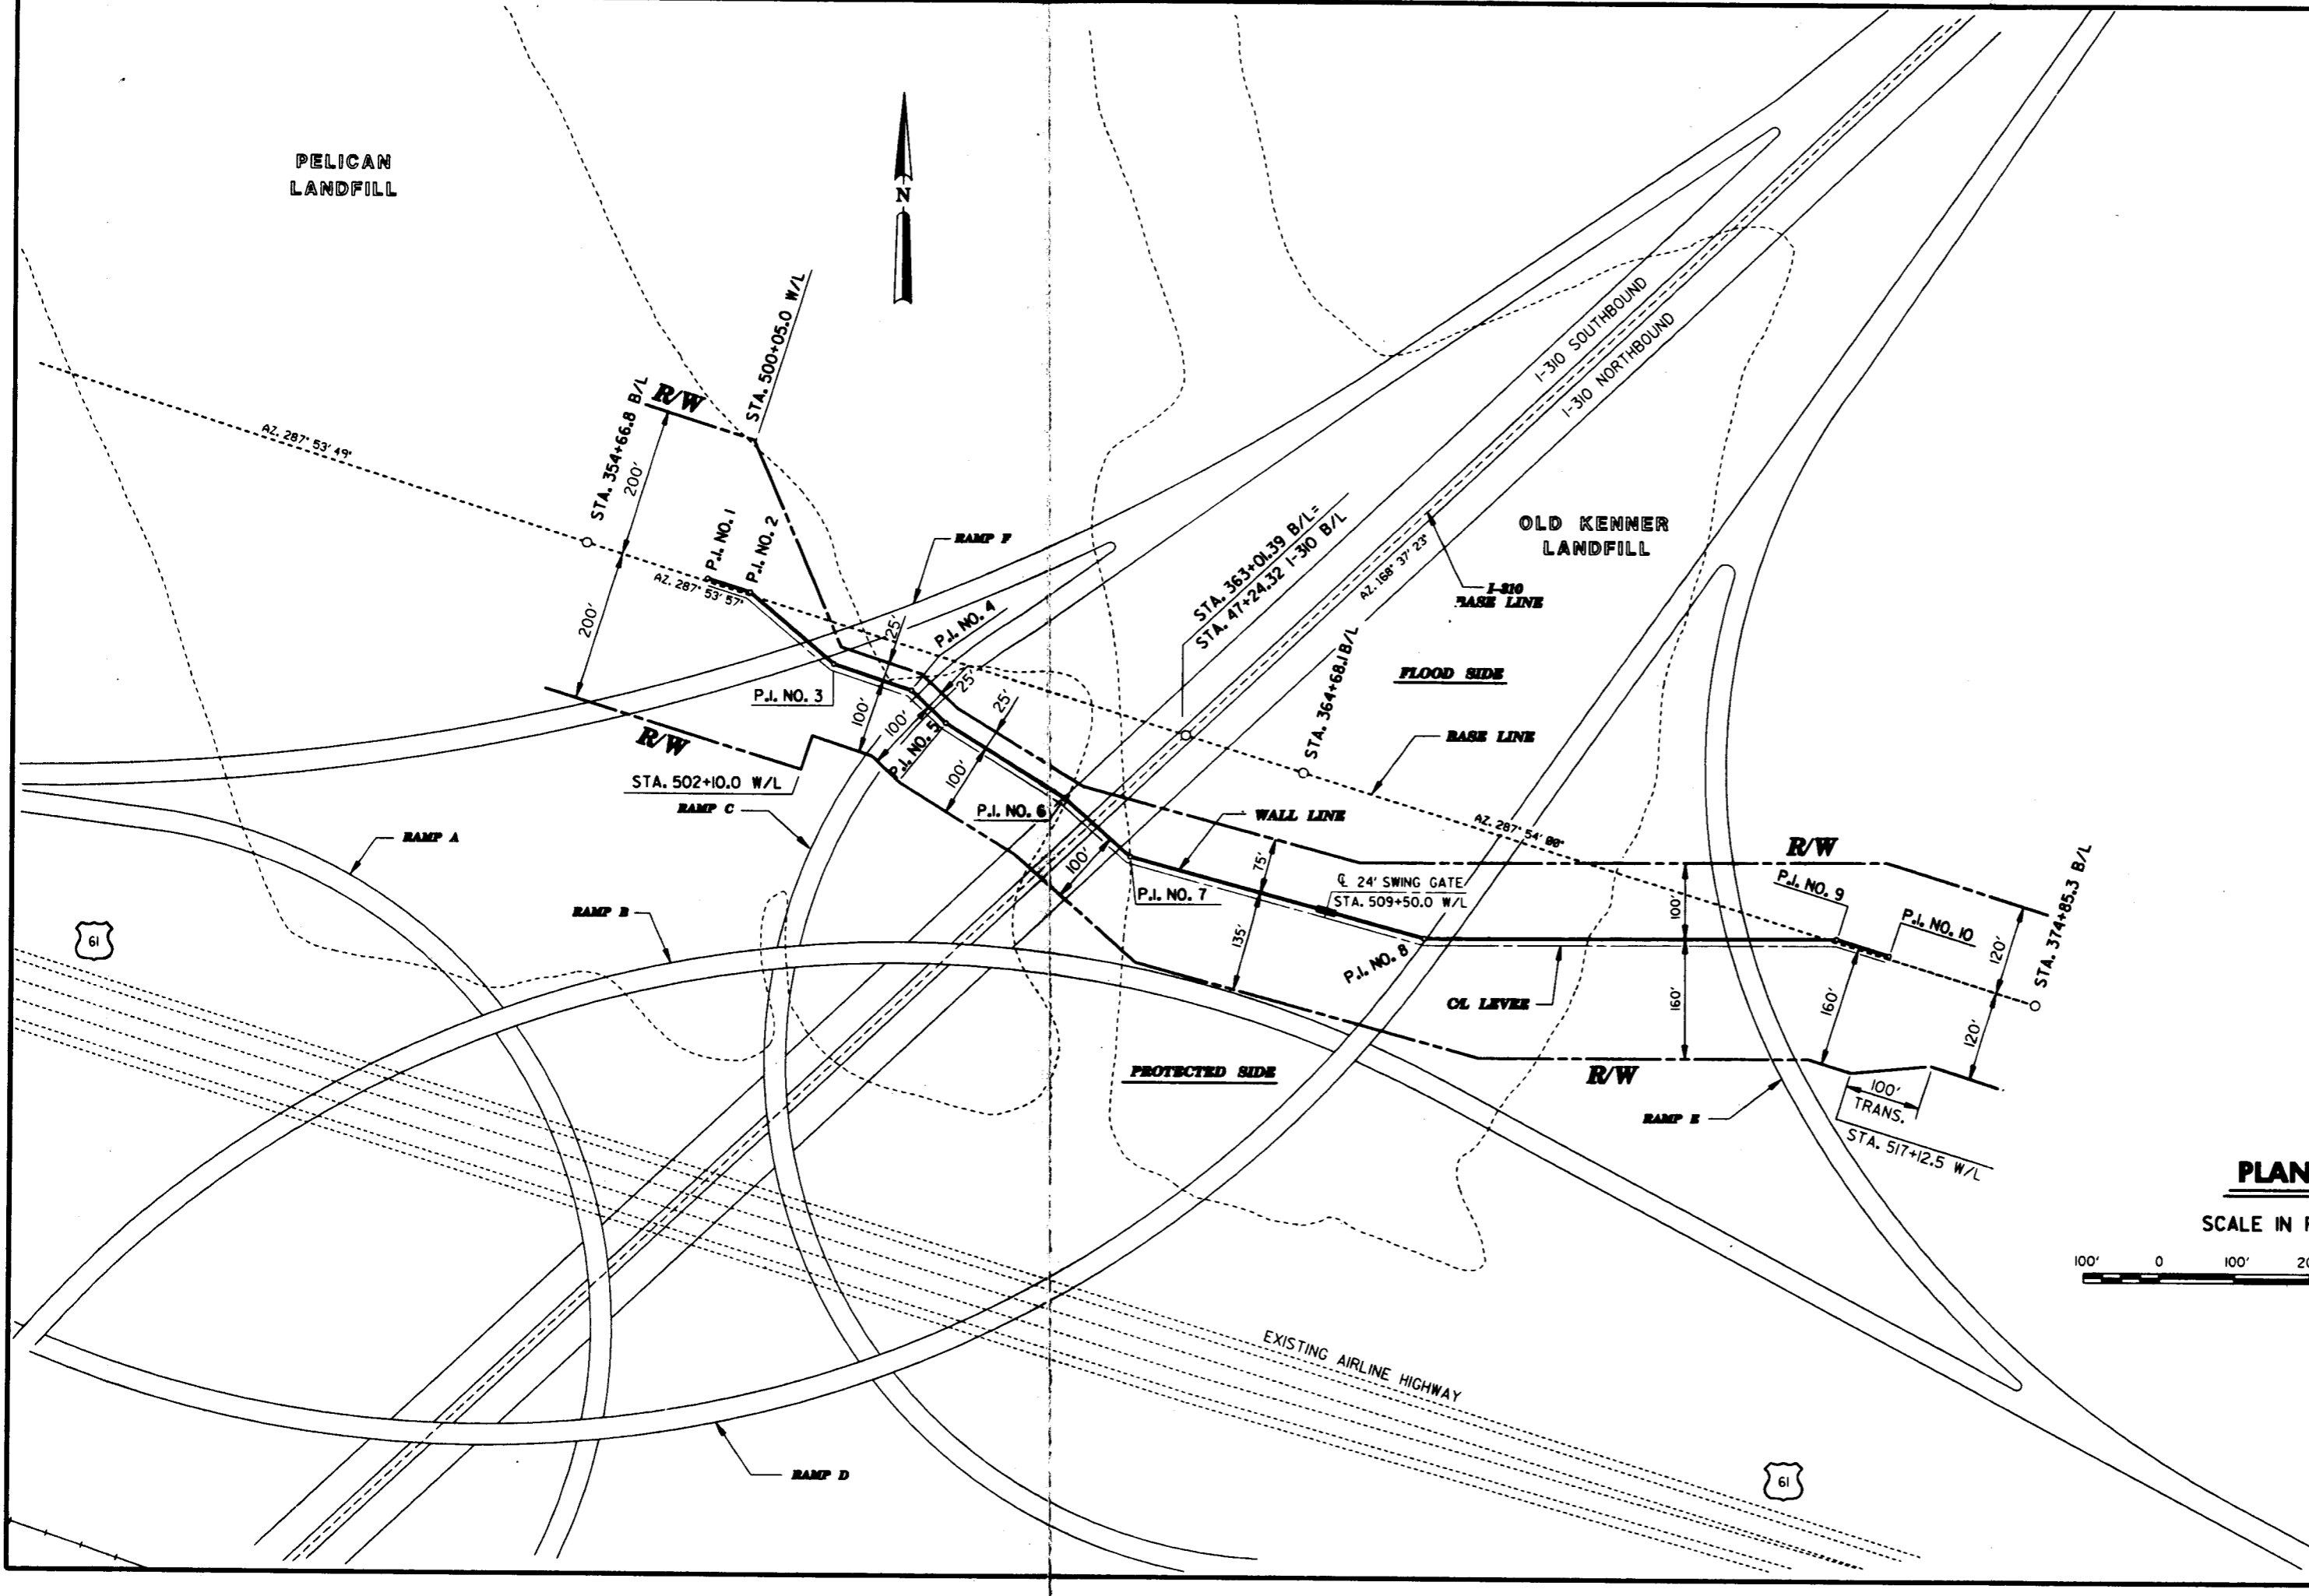 PELICAN
LANDFILL
N
STA. 500+05.0 W/L
R/W
STA. 354+66.8 B/L
AZ. 287° 53' 49"
200'
200'
P.I. NO. 1
P.I. NO. 2
AZ. 287° 53' 57"
RAMP F
25'
P.I. NO. 4
25'
25'
P.I. NO. 3
100'
100'
P.I. NO. 5
100'
R/W
STA. 502+10.0 W/L
RAMP C
P.I. NO. 6
100'
RAMP A
RAMP B
61
I-310 SOUTHBOUND
I-310 NORTHBOUND
OLD KENNER
LANDFILL
STA. 363+01.39 B/L=
STA. 47+24.32 I-310 B/L
AZ. 168° 37' 23"
I-310
BASE LINE
STA. 364+68.1 B/L
FLOOD SIDE
BASE LINE
WALL LINE
AZ. 287° 54' 00"
75'
℄ 24' SWING GATE
STA. 509+50.0 W/L
P.I. NO. 7
135'
P.I. NO. 8
C/L LEVEE
R/W
P.I. NO. 9
100'
P.I. NO. 10
120'
STA. 374+85.3 B/L
160'
160'
120'
PROTECTED SIDE
R/W
100'
TRANS.
RAMP E
STA. 517+12.5 W/L
PLAN
SCALE IN
100' 0 100'
EXISTING AIRLINE HIGHWAY
RAMP D
61